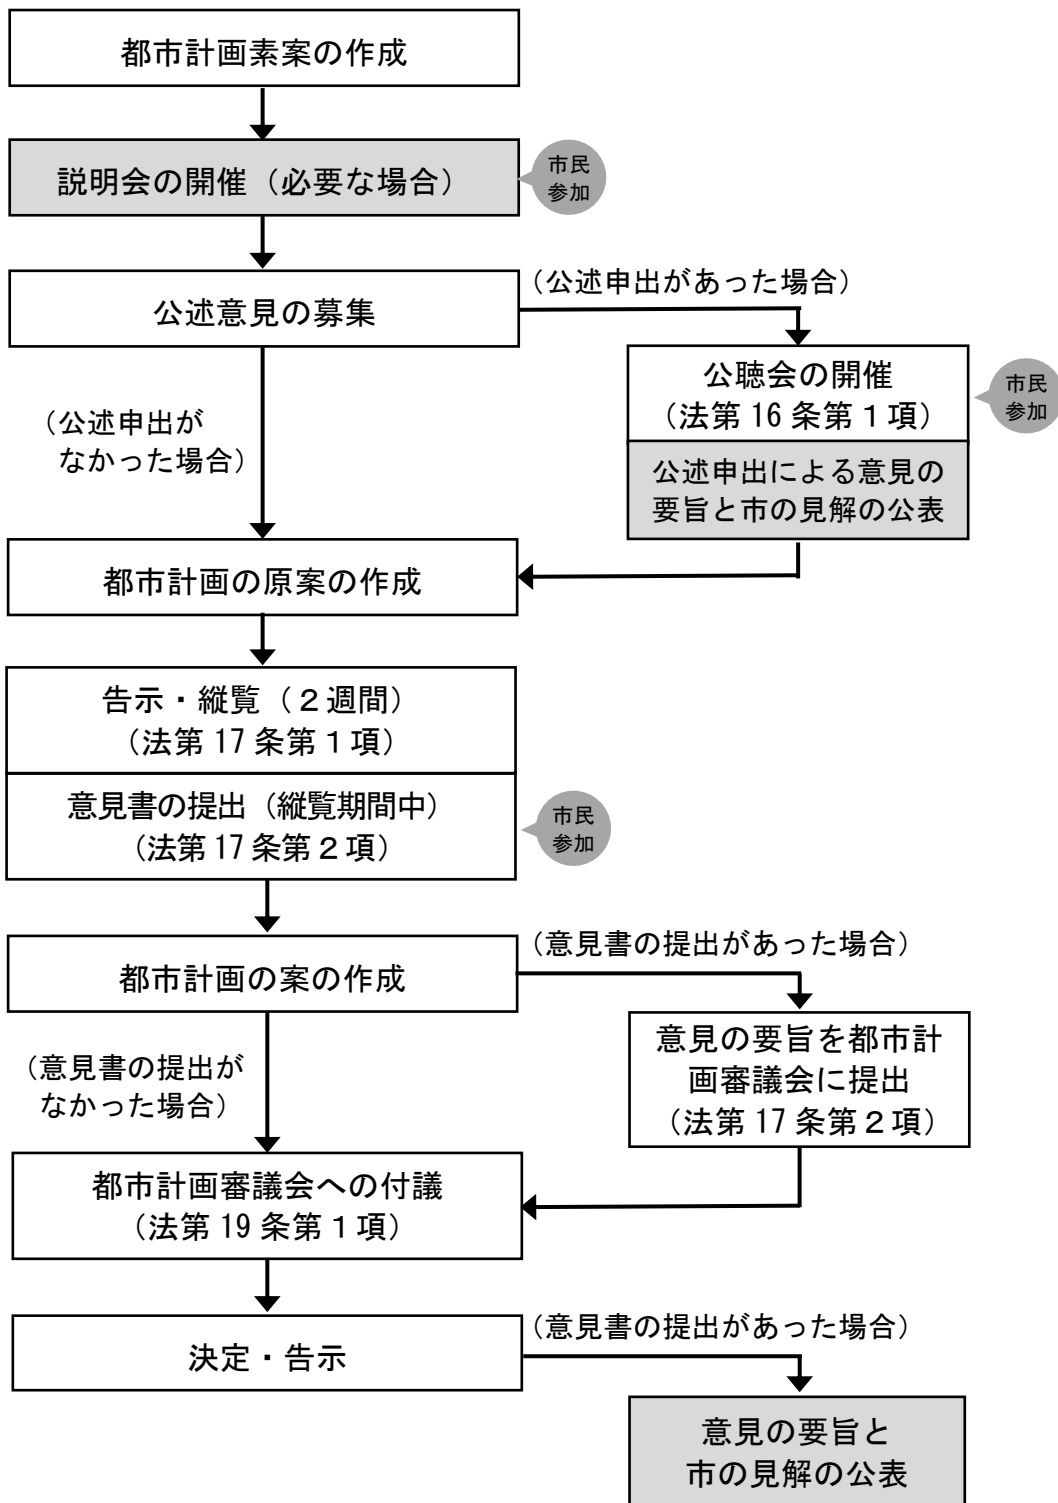 都市計画素案の作成
説明会の開催（必要な場合）
市民
参加
公述意見の募集
（公述申出があった場合）
公聴会の開催
（法第 16 条第１項）
市民
参加
公述申出による意見の
要旨と市の見解の公表
（公述申出が
なかった場合）
都市計画の原案の作成
告示・縦覧（２週間）
（法第 17 条第１項）
意見書の提出（縦覧期間中）
（法第 17 条第２項）
市民
参加
都市計画の案の作成
（意見書の提出があった場合）
意見の要旨を都市計
画審議会に提出
（法第 17 条第２項）
（意見書の提出が
なかった場合）
都市計画審議会への付議
（法第 19 条第１項）
決定・告示
（意見書の提出があった場合）
意見の要旨と
市の見解の公表